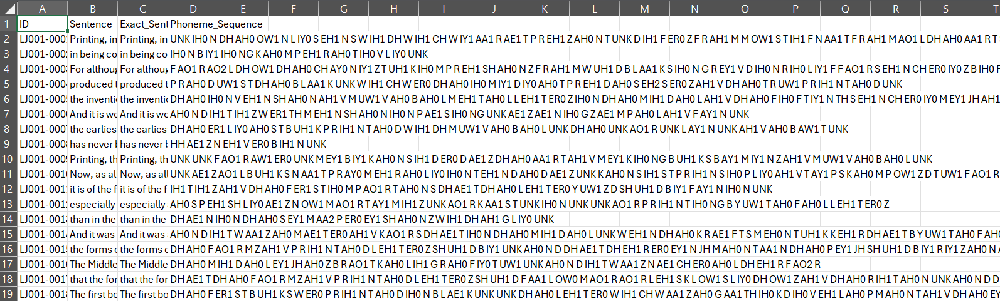 A B C D E F G H I J K L M N O P Q R S T
1 ID Sentence Exact_Sent Phoneme_Sequence
2 LJ001-000 Printing, in Printing, in UNK IH0 N DH AH0 OW1 N L IY0 S EH1 N S W IH1 DH W IH1 CH W IY1 AA1 R AE1 T P R EH1 Z AH0 N T UNK D IH1 F ER0 Z F R AH1 M M OW1 S T IH1 F N AA1 T F R AH1 M AO1 L DH AH0 AA1 R T
3 LJ001-000 in being co in being co IH0 N B IY1 IH0 NG K AH0 M P EH1 R AH0 T IH0 V L IY0 UNK
4 LJ001-000 For althoug For althoug F AO1 R AO2 L DH OW1 DH AH0 CH AY0 N IY1 Z T UH1 K IH0 M P R EH1 SH AH0 N Z F R AH1 M W UH1 D B L AA1 K S IH0 N G R EY1 V D IH0 N R IH0 L IY1 F F AO1 R S EH1 N CH ER0 IY0 Z B IH0 F
5 LJ001-000 produced t produced t P R AH0 D UW1 S T DH AH0 B L AA1 K UNK W IH1 CH W ER0 DH AH0 IH0 M IY1 D IY0 AH0 T P R EH1 D AH0 S EH2 S ER0 Z AH1 V DH AH0 T R UW1 P R IH1 N T AH0 D UNK
6 LJ001-000 the inventi the inventi DH AH0 IH0 N V EH1 N SH AH0 N AH1 V M UW1 V AH0 B AH0 L M EH1 T AH0 L L EH1 T ER0 Z IH0 N DH AH0 M IH1 D AH0 L AH1 V DH AH0 F IH0 F T IY1 N TH S EH1 N CH ER0 IY0 M EY1 JH AH1
7 LJ001-000 And it is wo And it is wo AH0 N D IH1 T IH1 Z W ER1 TH M EH1 N SH AH0 N IH0 N P AE1 S IH0 NG UNK AE1 Z AE1 N IH0 G Z AE1 M P AH0 L AH1 V F AY1 N UNK
8 LJ001-000 the earliest the earliest DH AH0 ER1 L IY0 AH0 S T B UH1 K P R IH1 N T AH0 D W IH1 DH M UW1 V AH0 B AH0 L UNK DH AH0 UNK AO1 R UNK L AY1 N UNK AH1 V AH0 B AW1 T UNK
9 LJ001-000 has never b has never b HH AE1 Z N EH1 V ER0 B IH1 N UNK
10 LJ001-000 Printing, th Printing, th UNK UNK F AO1 R AW1 ER0 UNK M EY1 B IY1 K AH0 N S IH1 D ER0 D AE1 Z DH AH0 AA1 R T AH1 V M EY1 K IH0 NG B UH1 K S B AY1 M IY1 N Z AH1 V M UW1 V AH0 B AH0 L UNK
11 LJ001-001 Now, as all Now, as all UNK AE1 Z AO1 L B UH1 K S N AA1 T P R AY0 M EH1 R AH0 L IY0 IH0 N T EH1 N D AH0 D AE1 Z UNK K AH0 N S IH1 S T P R IH1 N S IH0 P L IY0 AH1 V T AY1 P S K AH0 M P OW1 Z D T UW1 F AO1 R
12 LJ001-001 it is of the f it is of the f IH1 T IH1 Z AH1 V DH AH0 F ER1 S T IH0 M P AO1 R T AH0 N S DH AE1 T DH AH0 L EH1 T ER0 Y UW1 Z D SH UH1 D B IY1 F AY1 N IH0 N UNK
13 LJ001-001 especially especially AH0 S P EH1 SH L IY0 AE1 Z N OW1 M AO1 R T AY1 M IH1 Z UNK AO1 R K AA1 S T UNK IH0 N UNK UNK AO1 R P R IH1 N T IH0 NG B Y UW1 T AH0 F AH0 L L EH1 T ER0 Z
14 LJ001-001 than in the than in the DH AE1 N IH0 N DH AH0 S EY1 M AA2 P ER0 EY1 SH AH0 N Z W IH1 DH AH1 G L IY0 UNK
15 LJ001-001 And it was And it was AH0 N D IH1 T W AA1 Z AH0 M AE1 T ER0 AH1 V K AO1 R S DH AE1 T IH0 N DH AH0 M IH1 D AH0 L UNK W EH1 N DH AH0 K R AE1 F T S M EH0 N T UH1 K K EH1 R DH AE1 T B Y UW1 T AH0 F AH0
16 LJ001-001 the forms o the forms o DH AH0 F AO1 R M Z AH1 V P R IH1 N T AH0 D L EH1 T ER0 Z SH UH1 D B IY1 UNK AH0 N D DH AE1 T DH EH1 R ER0 EY1 N JH M AH0 N T AA1 N DH AH0 P EY1 JH SH UH1 D B IY1 R IY1 Z AH0 N A
17 LJ001-001 The Middle The Middle DH AH0 M IH1 D AH0 L EY1 JH AH0 Z B R AO1 T K AH0 L IH1 G R AH0 F IY0 T UW1 UNK AH0 N D IH1 T W AA1 Z N AE1 CH ER0 AH0 L DH EH1 R F AO2 R
18 LJ001-001 that the for that the for DH AE1 T DH AH0 F AO1 R M Z AH1 V P R IH1 N T AH0 D L EH1 T ER0 Z SH UH1 D F AA1 L OW0 M AO1 R AO1 R L EH1 S K L OW1 S L IY0 DH OW1 Z AH1 V DH AH0 R IH1 T AH0 N UNK AH0 N D D
19 LJ001-001 The first bo The first bo DH AH0 F ER1 S T B UH1 K S W ER0 P R IH1 N T AH0 D IH0 N B L AE1 K UNK UNK DH AH0 L EH1 T ER0 W IH1 CH W AA1 Z AH0 G AA1 TH IH0 K D IH0 V EH1 L AH0 P M AH0 N T AH1 V DH AH0 EY